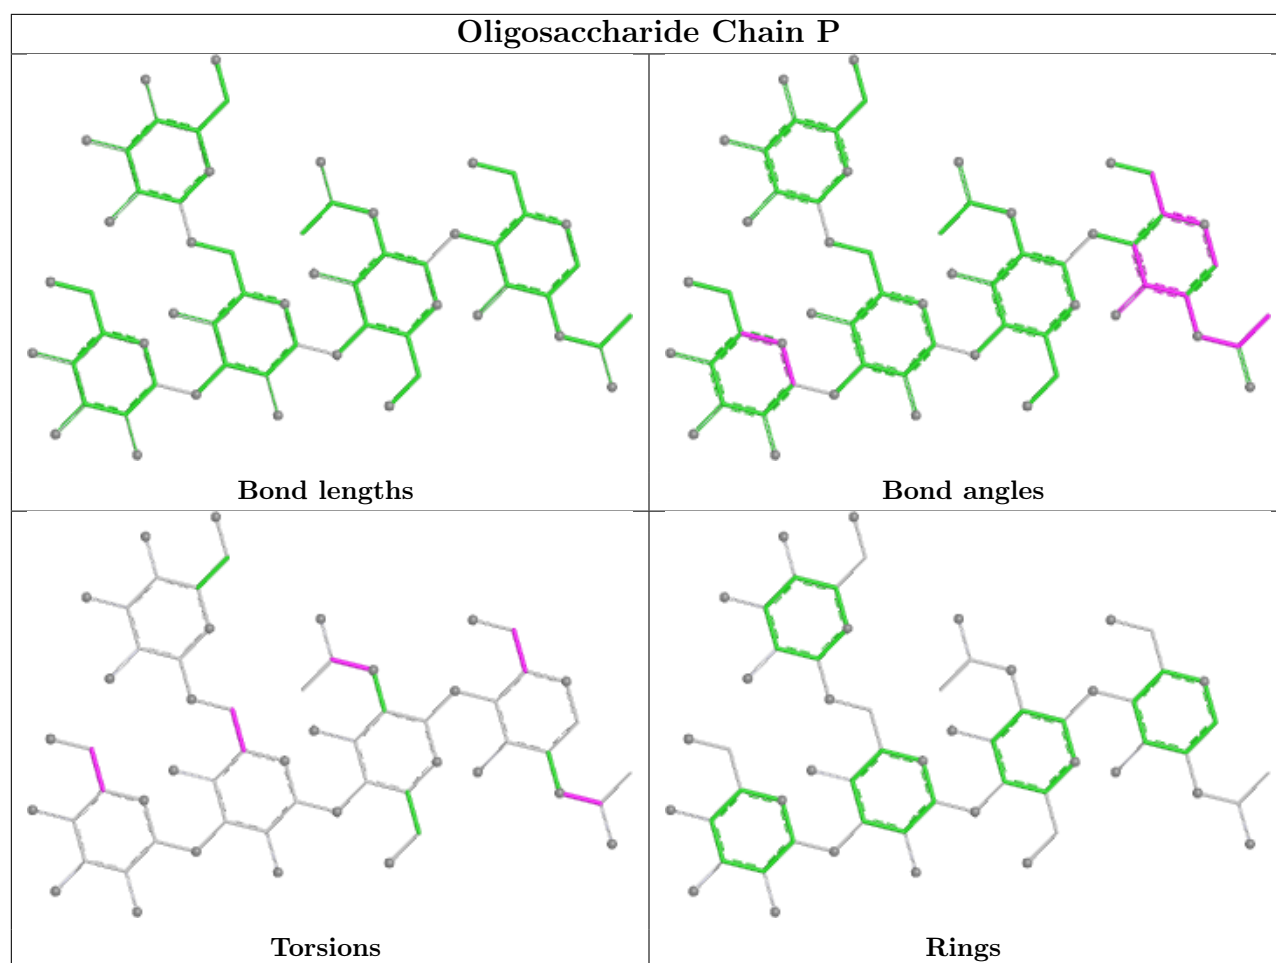 Oligosaccharide Chain P
Bond lengths
Bond angles
Torsions
Rings